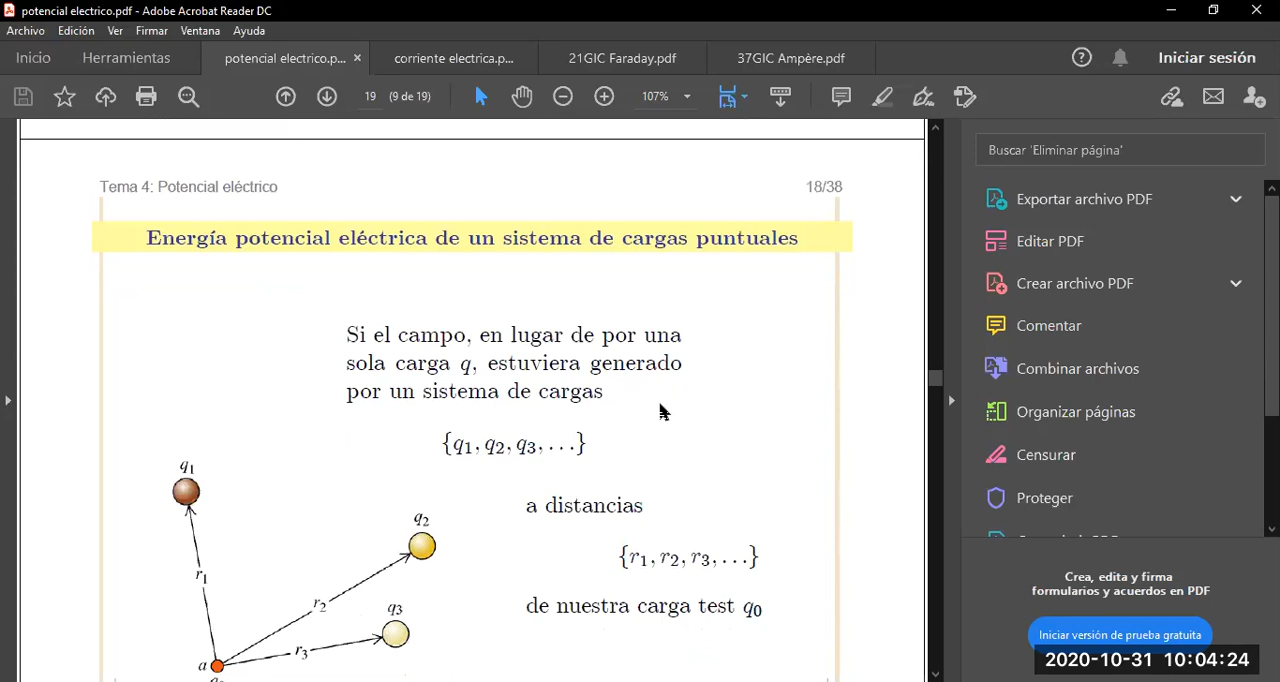 potencial electrico.pdf - Adobe Acrobat Reader DC
Archivo Edición Ver Firmar Ventana Ayuda
Inicio Herramientas potencial electrico.p... × corriente electrica.p... 21GIC Faraday.pdf 37GIC Ampère.pdf Iniciar sesión
19 (9 de 19) 107%
Buscar 'Eliminar página'
Exportar archivo PDF
Editar PDF
Crear archivo PDF
Comentar
Combinar archivos
Organizar páginas
Censurar
Proteger
Crea, edita y firma
formularios y acuerdos en PDF
Iniciar versión de prueba gratuita
2020-10-31 10:04:24
Tema 4: Potencial eléctrico 18/38
Energía potencial eléctrica de un sistema de cargas puntuales
Si el campo, en lugar de por una
sola carga q, estuviera generado
por un sistema de cargas
{q1, q2, q3, ...}
a distancias
{r1, r2, r3, ...}
de nuestra carga test q0
q1
q2
q3
r1
r2
r3
a